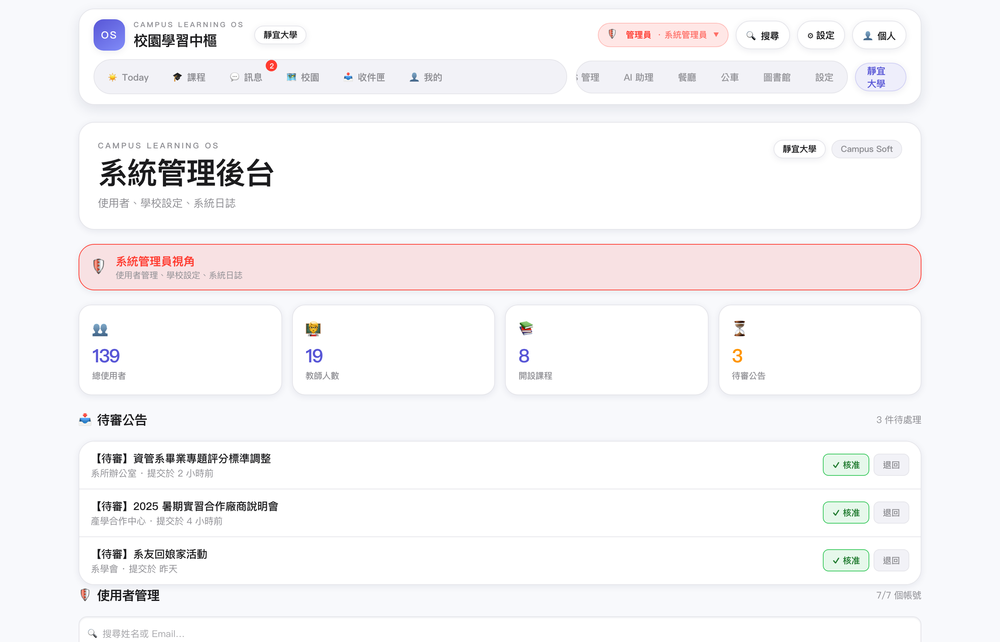 OS
CAMPUS LEARNING OS
校園學習中樞
靜宜大學
管理員 · 系統管理員 ▼
搜尋
設定
個人
Today
課程
訊息
2
校園
收件匣
我的
管理
AI 助理
餐廳
公車
圖書館
設定
靜宜
大學
CAMPUS LEARNING OS
系統管理後台
使用者、學校設定、系統日誌
靜宜大學
Campus Soft
系統管理員視角
使用者管理、學校設定、系統日誌
139
總使用者
19
教師人數
8
開設課程
3
待審公告
待審公告
3 件待處理
【待審】資管系畢業專題評分標準調整
系所辦公室 · 提交於 2 小時前
✓ 核准
退回
【待審】2025 暑期實習合作廠商說明會
產學合作中心 · 提交於 4 小時前
✓ 核准
退回
【待審】系友回娘家活動
系學會 · 提交於 昨天
✓ 核准
退回
使用者管理
7/7 個帳號
搜尋姓名或 Email...